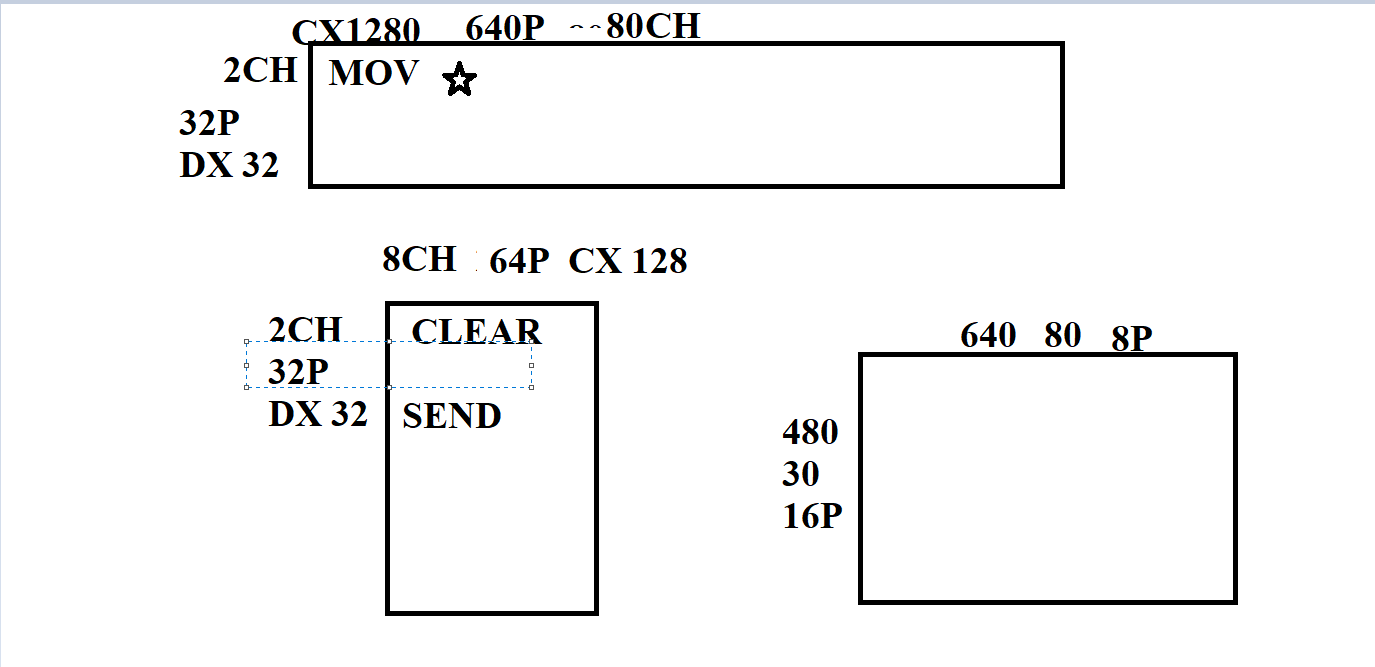 CX1280 640P 80CH
2CH MOV
32P
DX 32
8CH 64P CX 128
2CH CLEAR
32P
DX 32 SEND
640 80 8P
480
30
16P